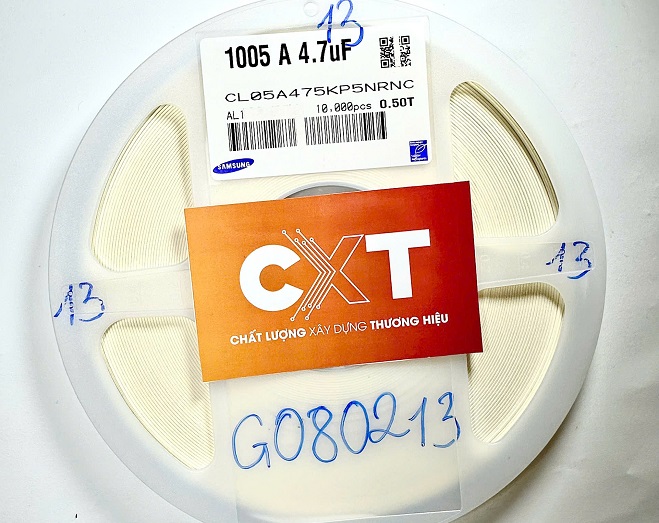 13
1005 A 4.7uF
CL05A475KP5NRNC
AL1 10.000pcs 0.50T
SAMSUNG
CXT
CHẤT LƯỢNG XÂY DỰNG THƯƠNG HIỆU
13
13
G080213